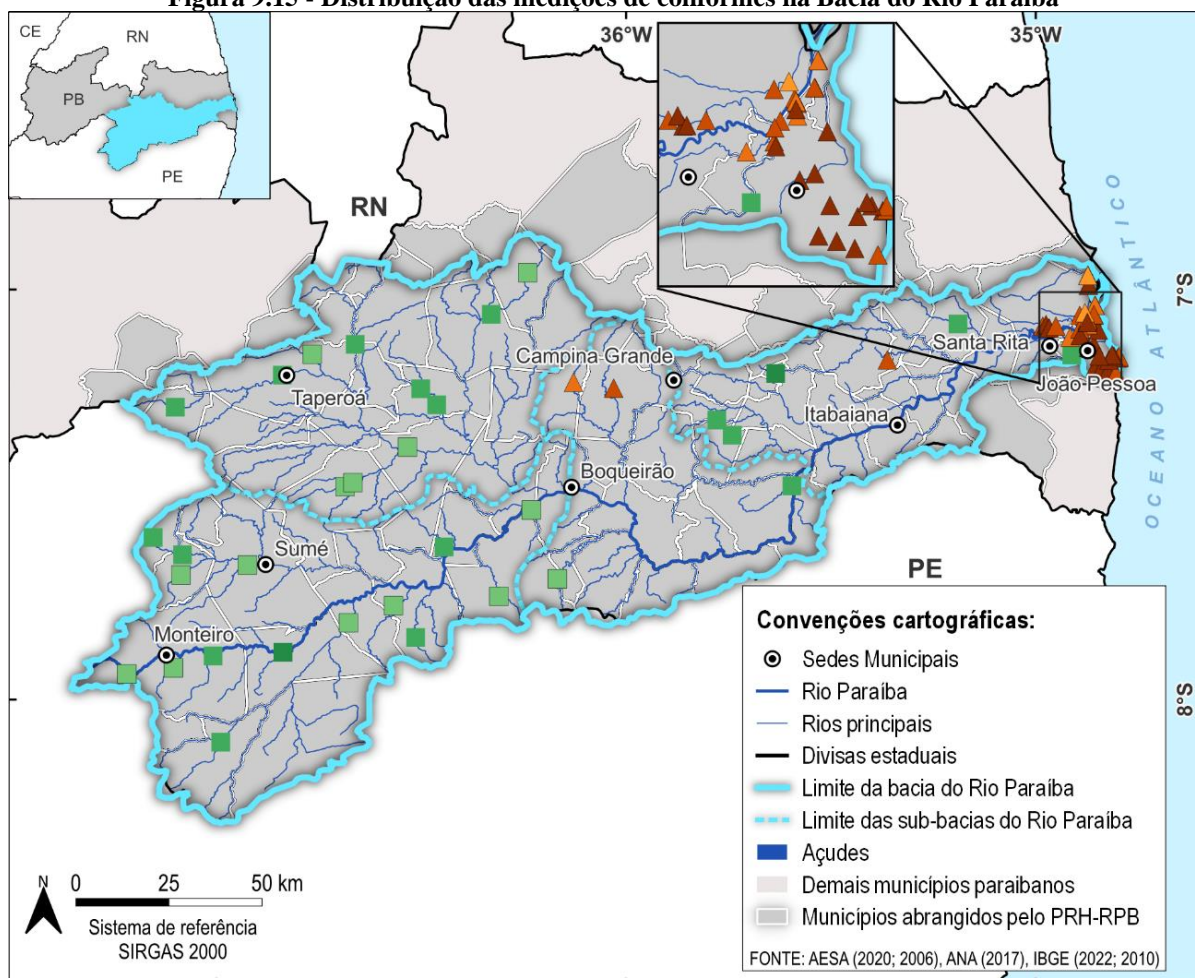 Figura 9.15 - Distribuição das medições de conformes na Bacia do Rio Paraíba
36°W
35°W
CE
RN
PB
PE
RN
OCEANO ATLÂNTICO
7°S
Campina Grande
Santa Rita
João Pessoa
Taperoá
Itabaiana
Boqueirão
Sumé
PE
Monteiro
8°S
Convenções cartográficas:
Sedes Municipais
Rio Paraíba
Rios principais
Divisas estaduais
Limite da bacia do Rio Paraíba
Limite das sub-bacias do Rio Paraíba
Açudes
Demais municípios paraibanos
Municípios abrangidos pelo PRH-RPB
FONTE: AESA (2020; 2006), ANA (2017), IBGE (2022; 2010)
N
0 25 50 km
Sistema de referência
SIRGAS 2000